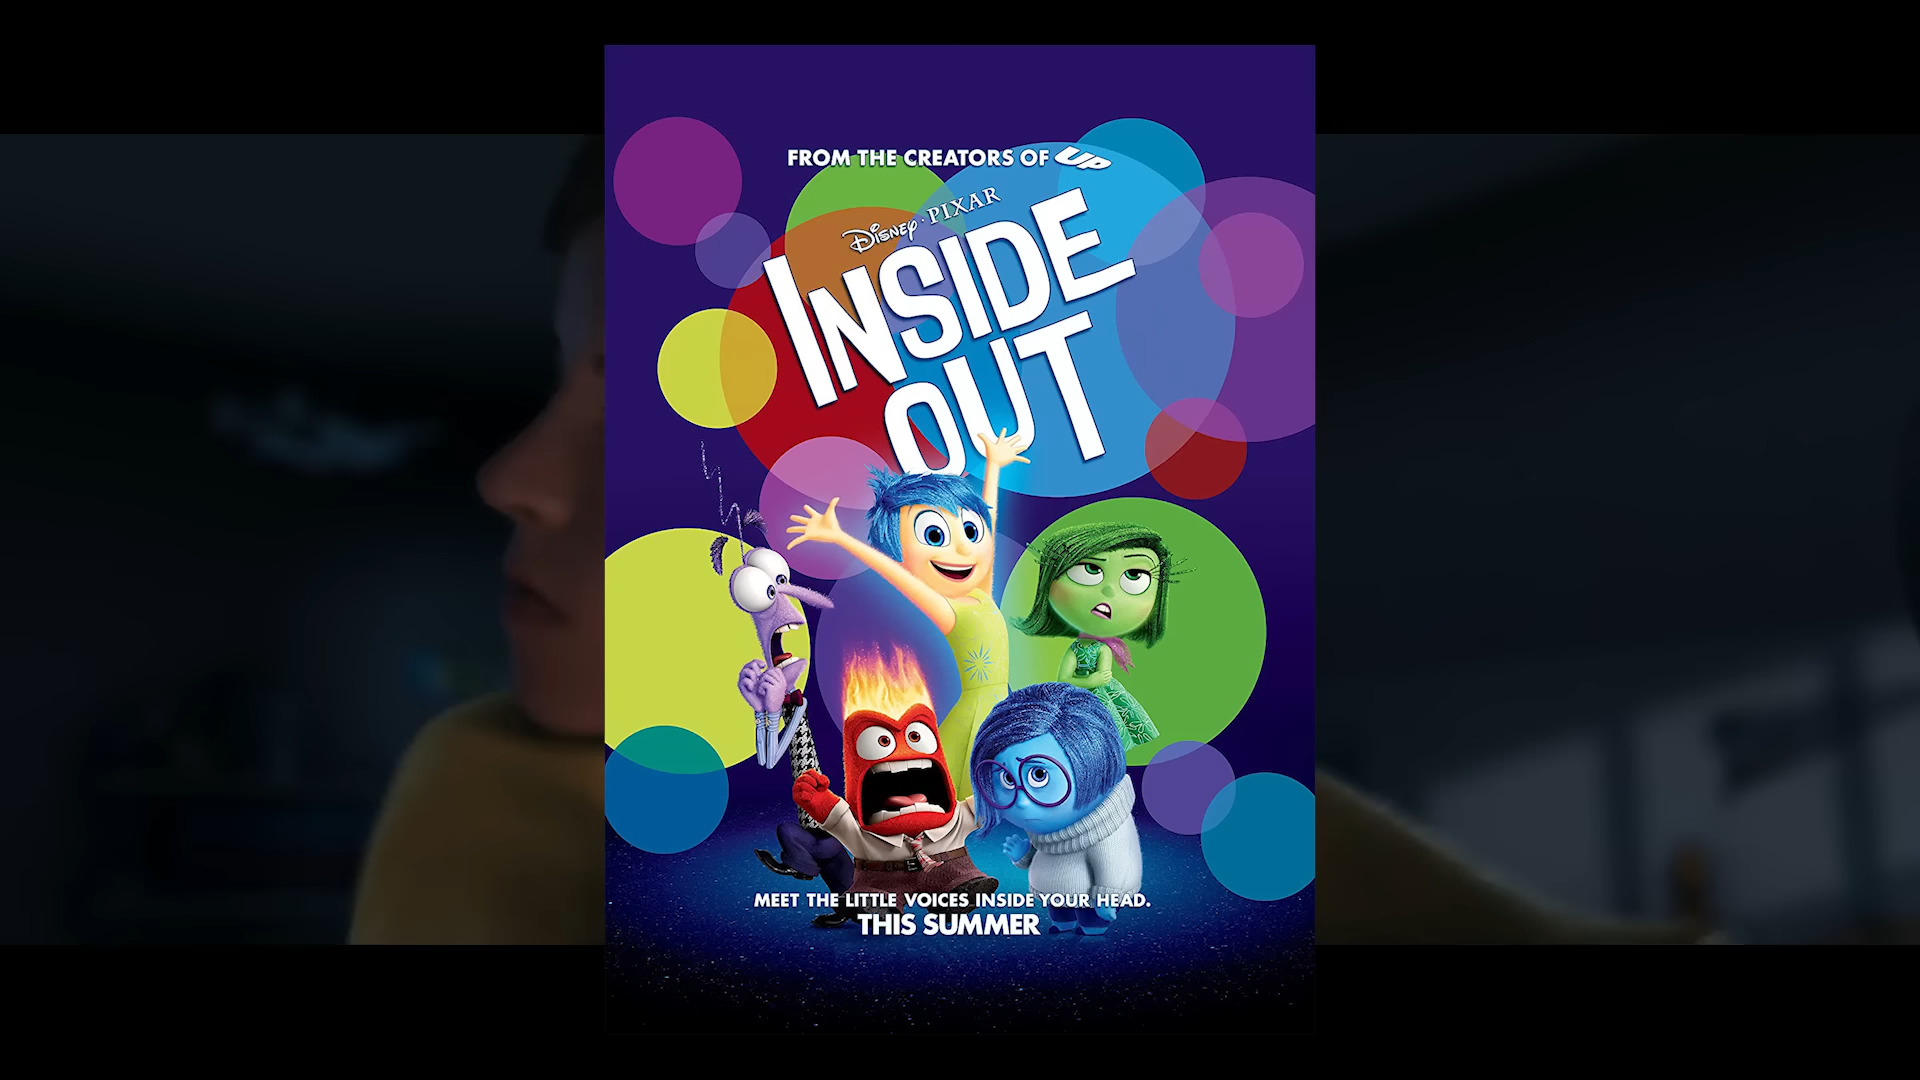 FROM THE CREATORS OF UP
DISNEY·PIXAR
INSIDE
OUT
MEET THE LITTLE VOICES INSIDE YOUR HEAD.
THIS SUMMER